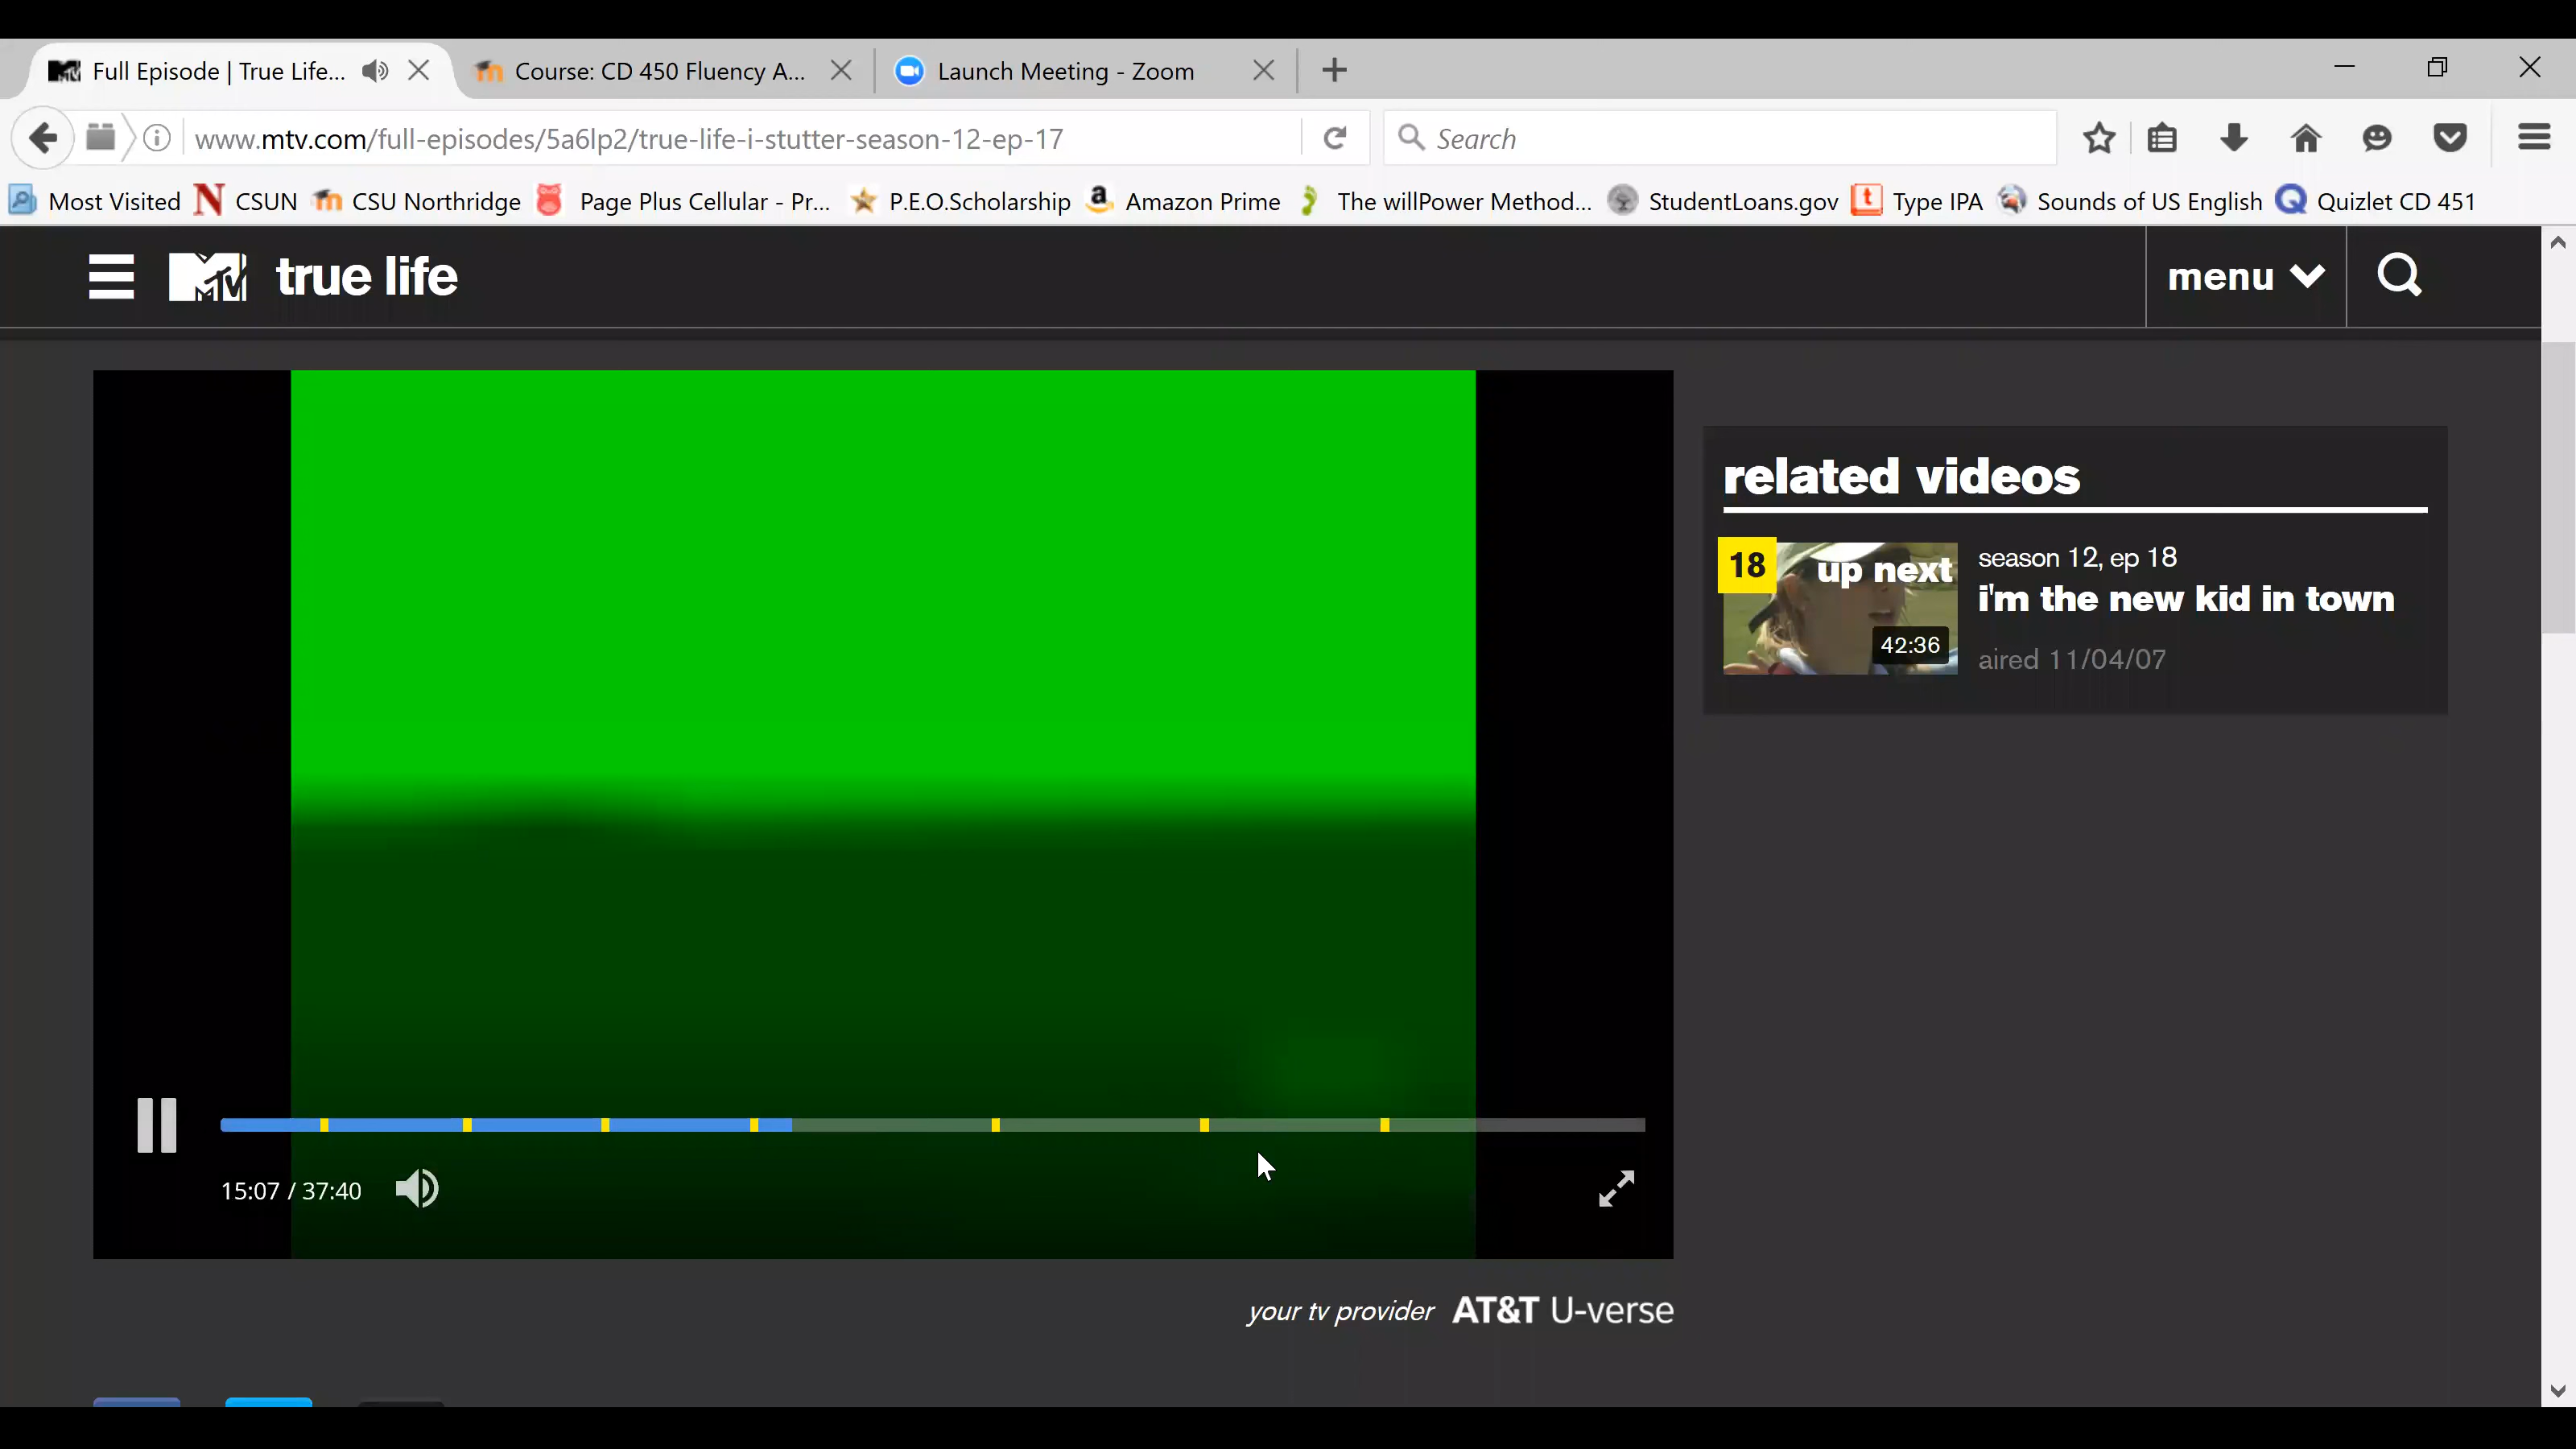 Full Episode | True Life...
Course: CD 450 Fluency A...
Launch Meeting - Zoom
www.mtv.com/full-episodes/5a6lp2/true-life-i-stutter-season-12-ep-17
Search
Most Visited
N CSUN
CSU Northridge
Page Plus Cellular - Pr...
P.E.O.Scholarship
a Amazon Prime
The willPower Method...
StudentLoans.gov
t Type IPA
Sounds of US English
Quizlet CD 451
MTV true life
menu
related videos
18
up next
42:36
season 12, ep 18
i'm the new kid in town
aired 11/04/07
15:07 / 37:40
your tv provider AT&T U-verse